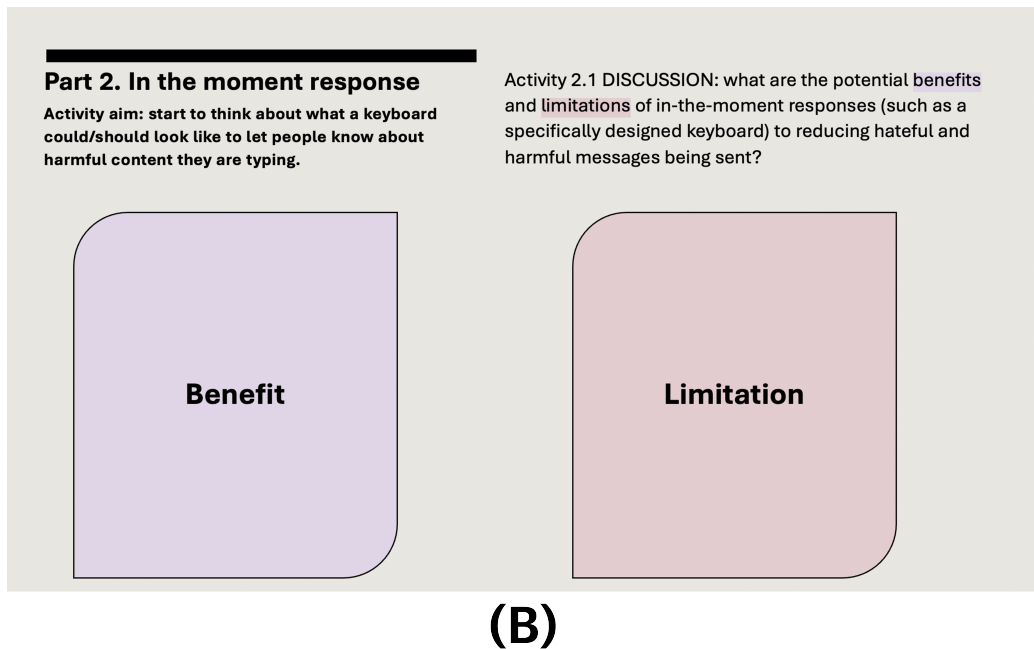 Part 2. In the moment response
Activity aim: start to think about what a keyboard
could/should look like to let people know about
harmful content they are typing.
Activity 2.1 DISCUSSION: what are the potential benefits
and limitations of in-the-moment responses (such as a
specifically designed keyboard) to reducing hateful and
harmful messages being sent?
Benefit
Limitation
(B)